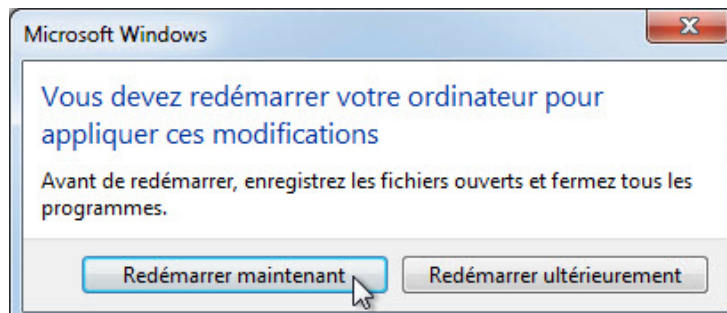 Microsoft Windows
Vous devez redémarrer votre ordinateur pour
appliquer ces modifications
Avant de redémarrer, enregistrez les fichiers ouverts et fermez tous les
programmes.
Redémarrer maintenant
Redémarrer ultérieurement